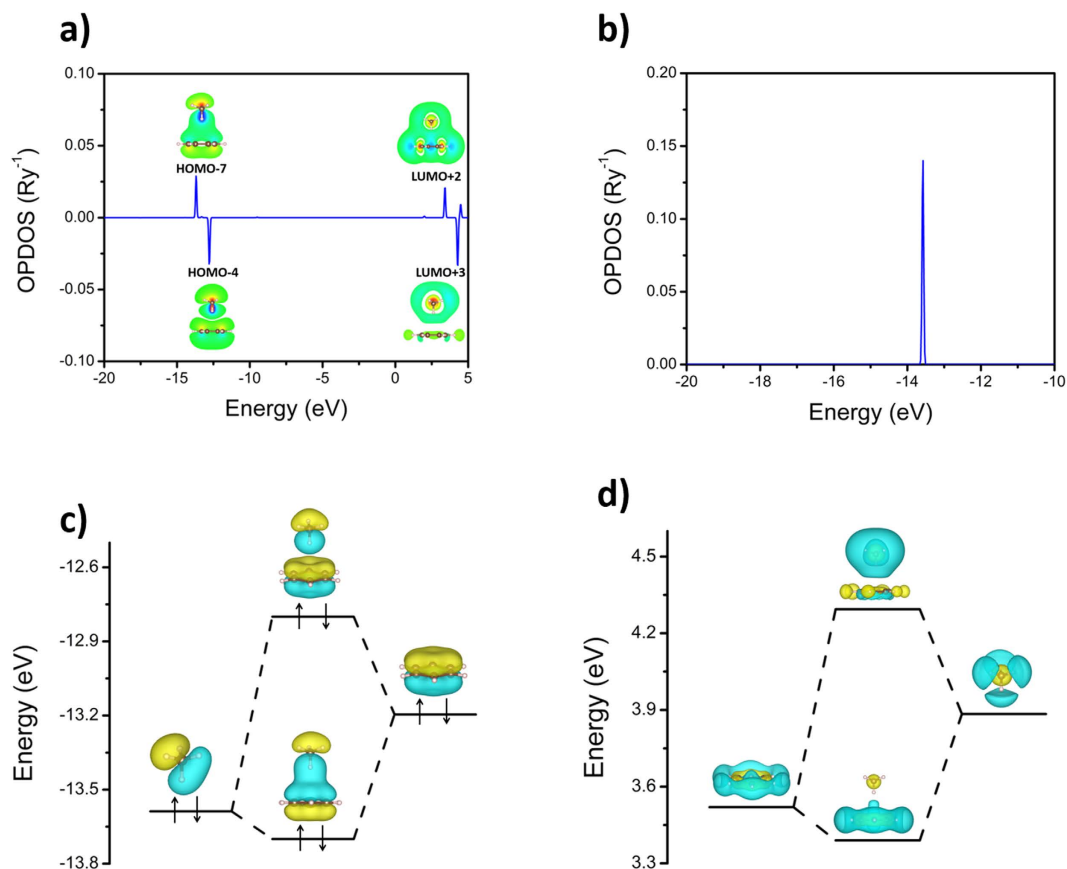 a)
b)
0.10
0.05
0.00
-0.05
-0.10
OPDOS (Ry⁻¹)
HOMO-7
LUMO+2
HOMO-4
LUMO+3
-20
-15
-10
-5
0
5
Energy (eV)
0.20
0.15
0.10
0.05
0.00
OPDOS (Ry⁻¹)
-20
-18
-16
-14
-12
-10
Energy (eV)
c)
-12.6
-12.9
-13.2
-13.5
-13.8
Energy (eV)
d)
4.5
4.2
3.9
3.6
3.3
Energy (eV)